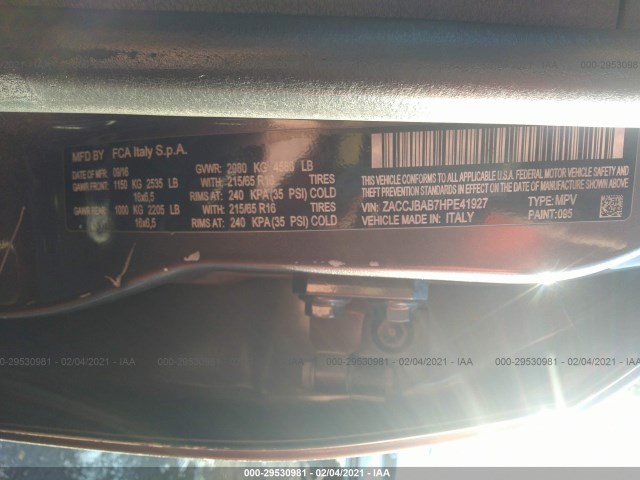 000-29530981 - 02/04/2021 - IAA
MFD BY FCA Italy S.p.A.
DATE OF MFR 09/16
GVWR: 2080 KG LB
GAWR FRONT: 1150 KG 2535 LB WITH 215/65 R16 TIRES
RIMS AT: 240 KPA (35 PSI) COLD
GAWR REAR: 1000 KG 2205 LB WITH 215/65 R16 TIRES
RIMS AT: 240 KPA (35 PSI) COLD
THIS VEHICLE CONFORMS TO ALL APPLICABLE U.S.A. FEDERAL MOTOR VEHICLE SAFETY AND
THEFT PREVENTION STANDARDS IN EFFECT ON THE DATE OF MANUFACTURE SHOWN ABOVE.
VIN: ZACCJBAB7HPE41927 TYPE: MPV
VEHICLE MADE IN: ITALY PAINT: 095
000-29530981 - 02/04/2021 - IAA
000-29530981 - 02/04/2021 - IAA
000-29530981 - 02/04/2021 - IAA
000-29530981 - 02/04/2021 - IAA